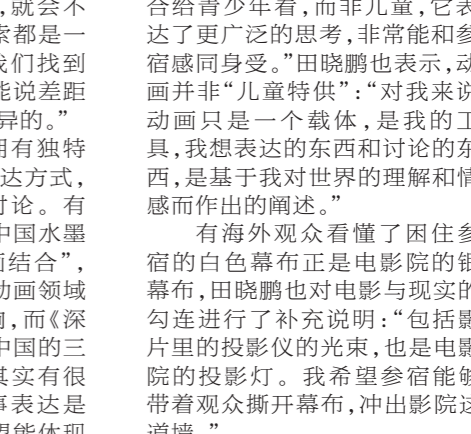 ,就会不
索都是一
我们找到
能说差距
异的。”
拥有独特
达方式,
讨论。有
中国水墨
画结合”,
动画领域
响,而《深
中国的三
其实有很
事表达是
望能体现
合给青少年看,而非儿童,它表
达了更广泛的思考,非常能和参
宿感同身受。”田晓鹏也表示,动
画并非“儿童特供”:“对我来说
动画只是一个载体,是我的工
具,我想表达的东西和讨论的东
西,是基于我对世界的理解和情
感而作出的阐述。”
有海外观众看懂了困住参
宿的白色幕布正是电影院的银
幕布,田晓鹏也对电影与现实的
勾连进行了补充说明:“包括影
片里的投影仪的光束,也是电影
院的投影灯。我希望参宿能够
带着观众撕开幕布,冲出影院这
道墙。”